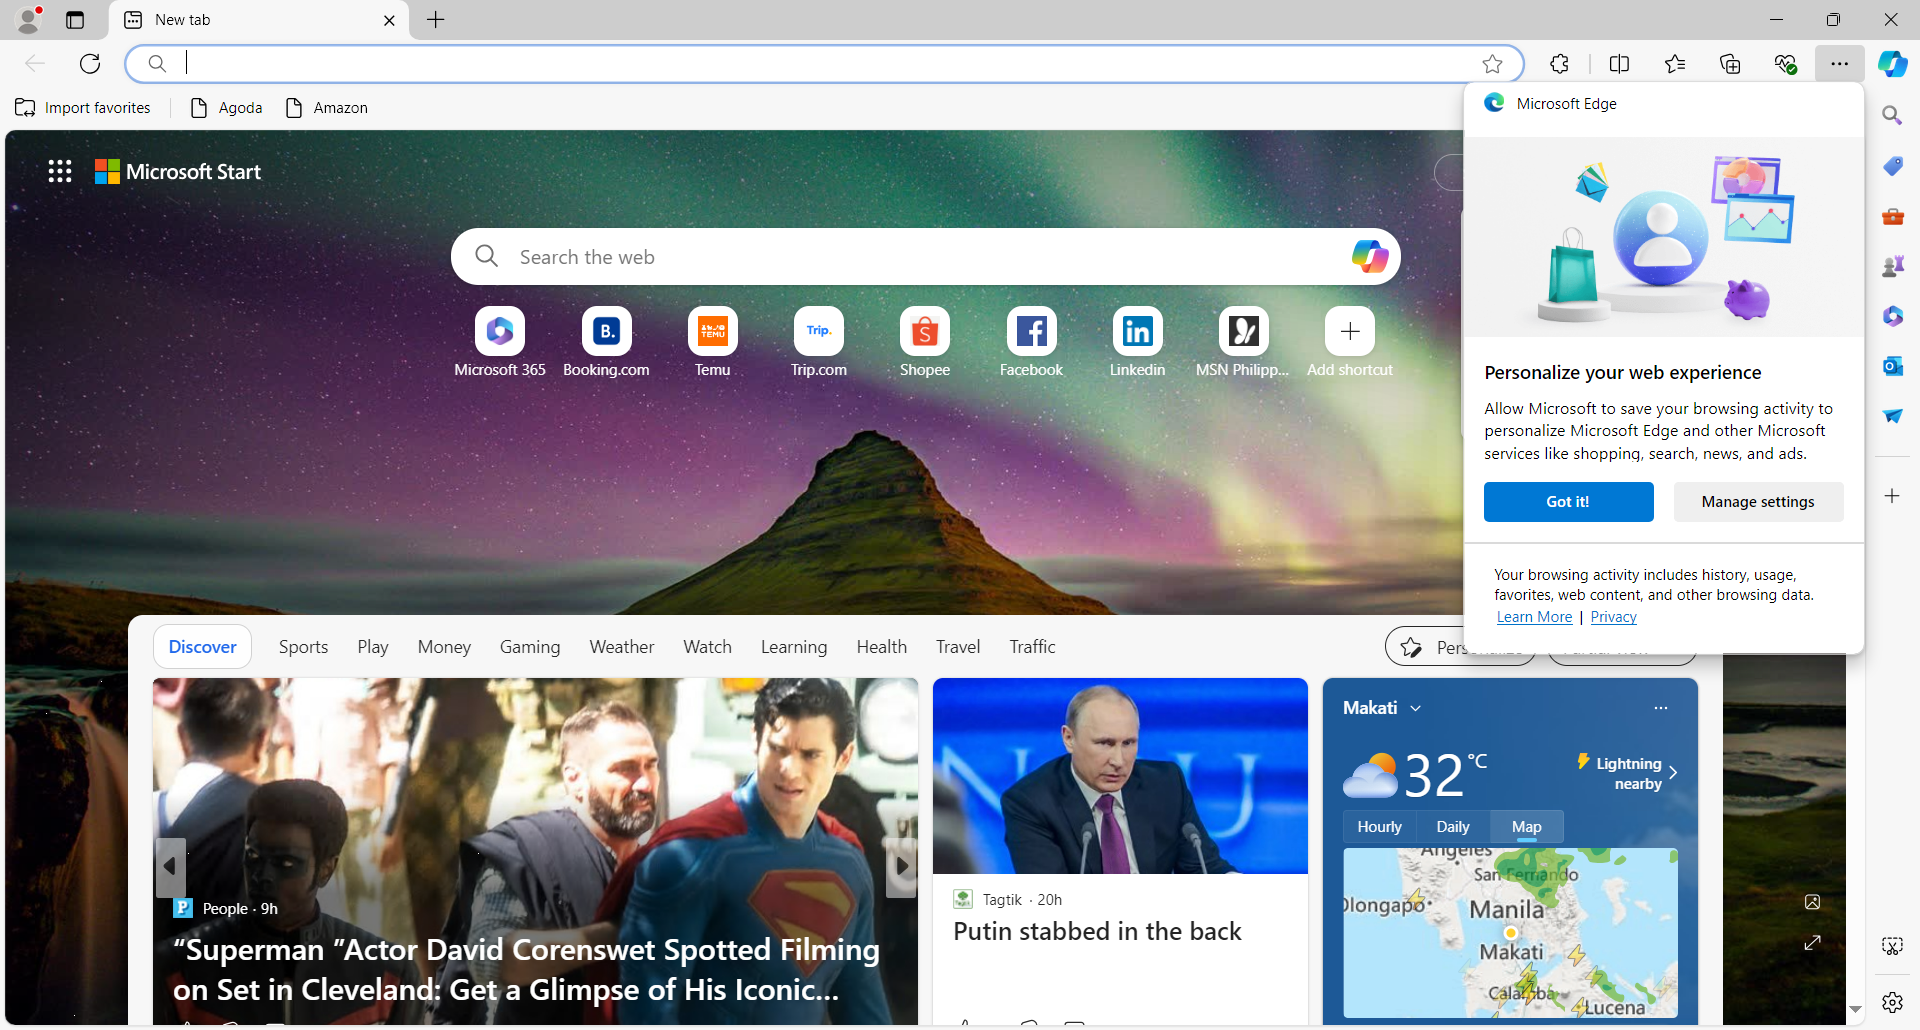 New tab
Import favorites
Agoda
Amazon
Microsoft Edge
Microsoft Start
Search the web
Microsoft 365
B.
Booking.com
TEMU
Temu
Trip.
Trip.com
Shopee
Facebook
in
Linkedin
MSN Philipp...
Add shortcut
Personalize your web experience
Allow Microsoft to save your browsing activity to
personalize Microsoft Edge and other Microsoft
services like shopping, search, news, and ads.
Got it!
Manage settings
Your browsing activity includes history, usage,
favorites, web content, and other browsing data.
Learn More | Privacy
Discover
Sports
Play
Money
Gaming
Weather
Watch
Learning
Health
Travel
Traffic
People · 9h
“Superman ”Actor David Corenswet Spotted Filming
on Set in Cleveland: Get a Glimpse of His Iconic...
Tagtik · 20h
Putin stabbed in the back
Makati
32°C
Lightning
nearby
Hourly
Daily
Map
Angeles
San Fernando
Olongapo
Manila
Makati
Calamba
Lucena